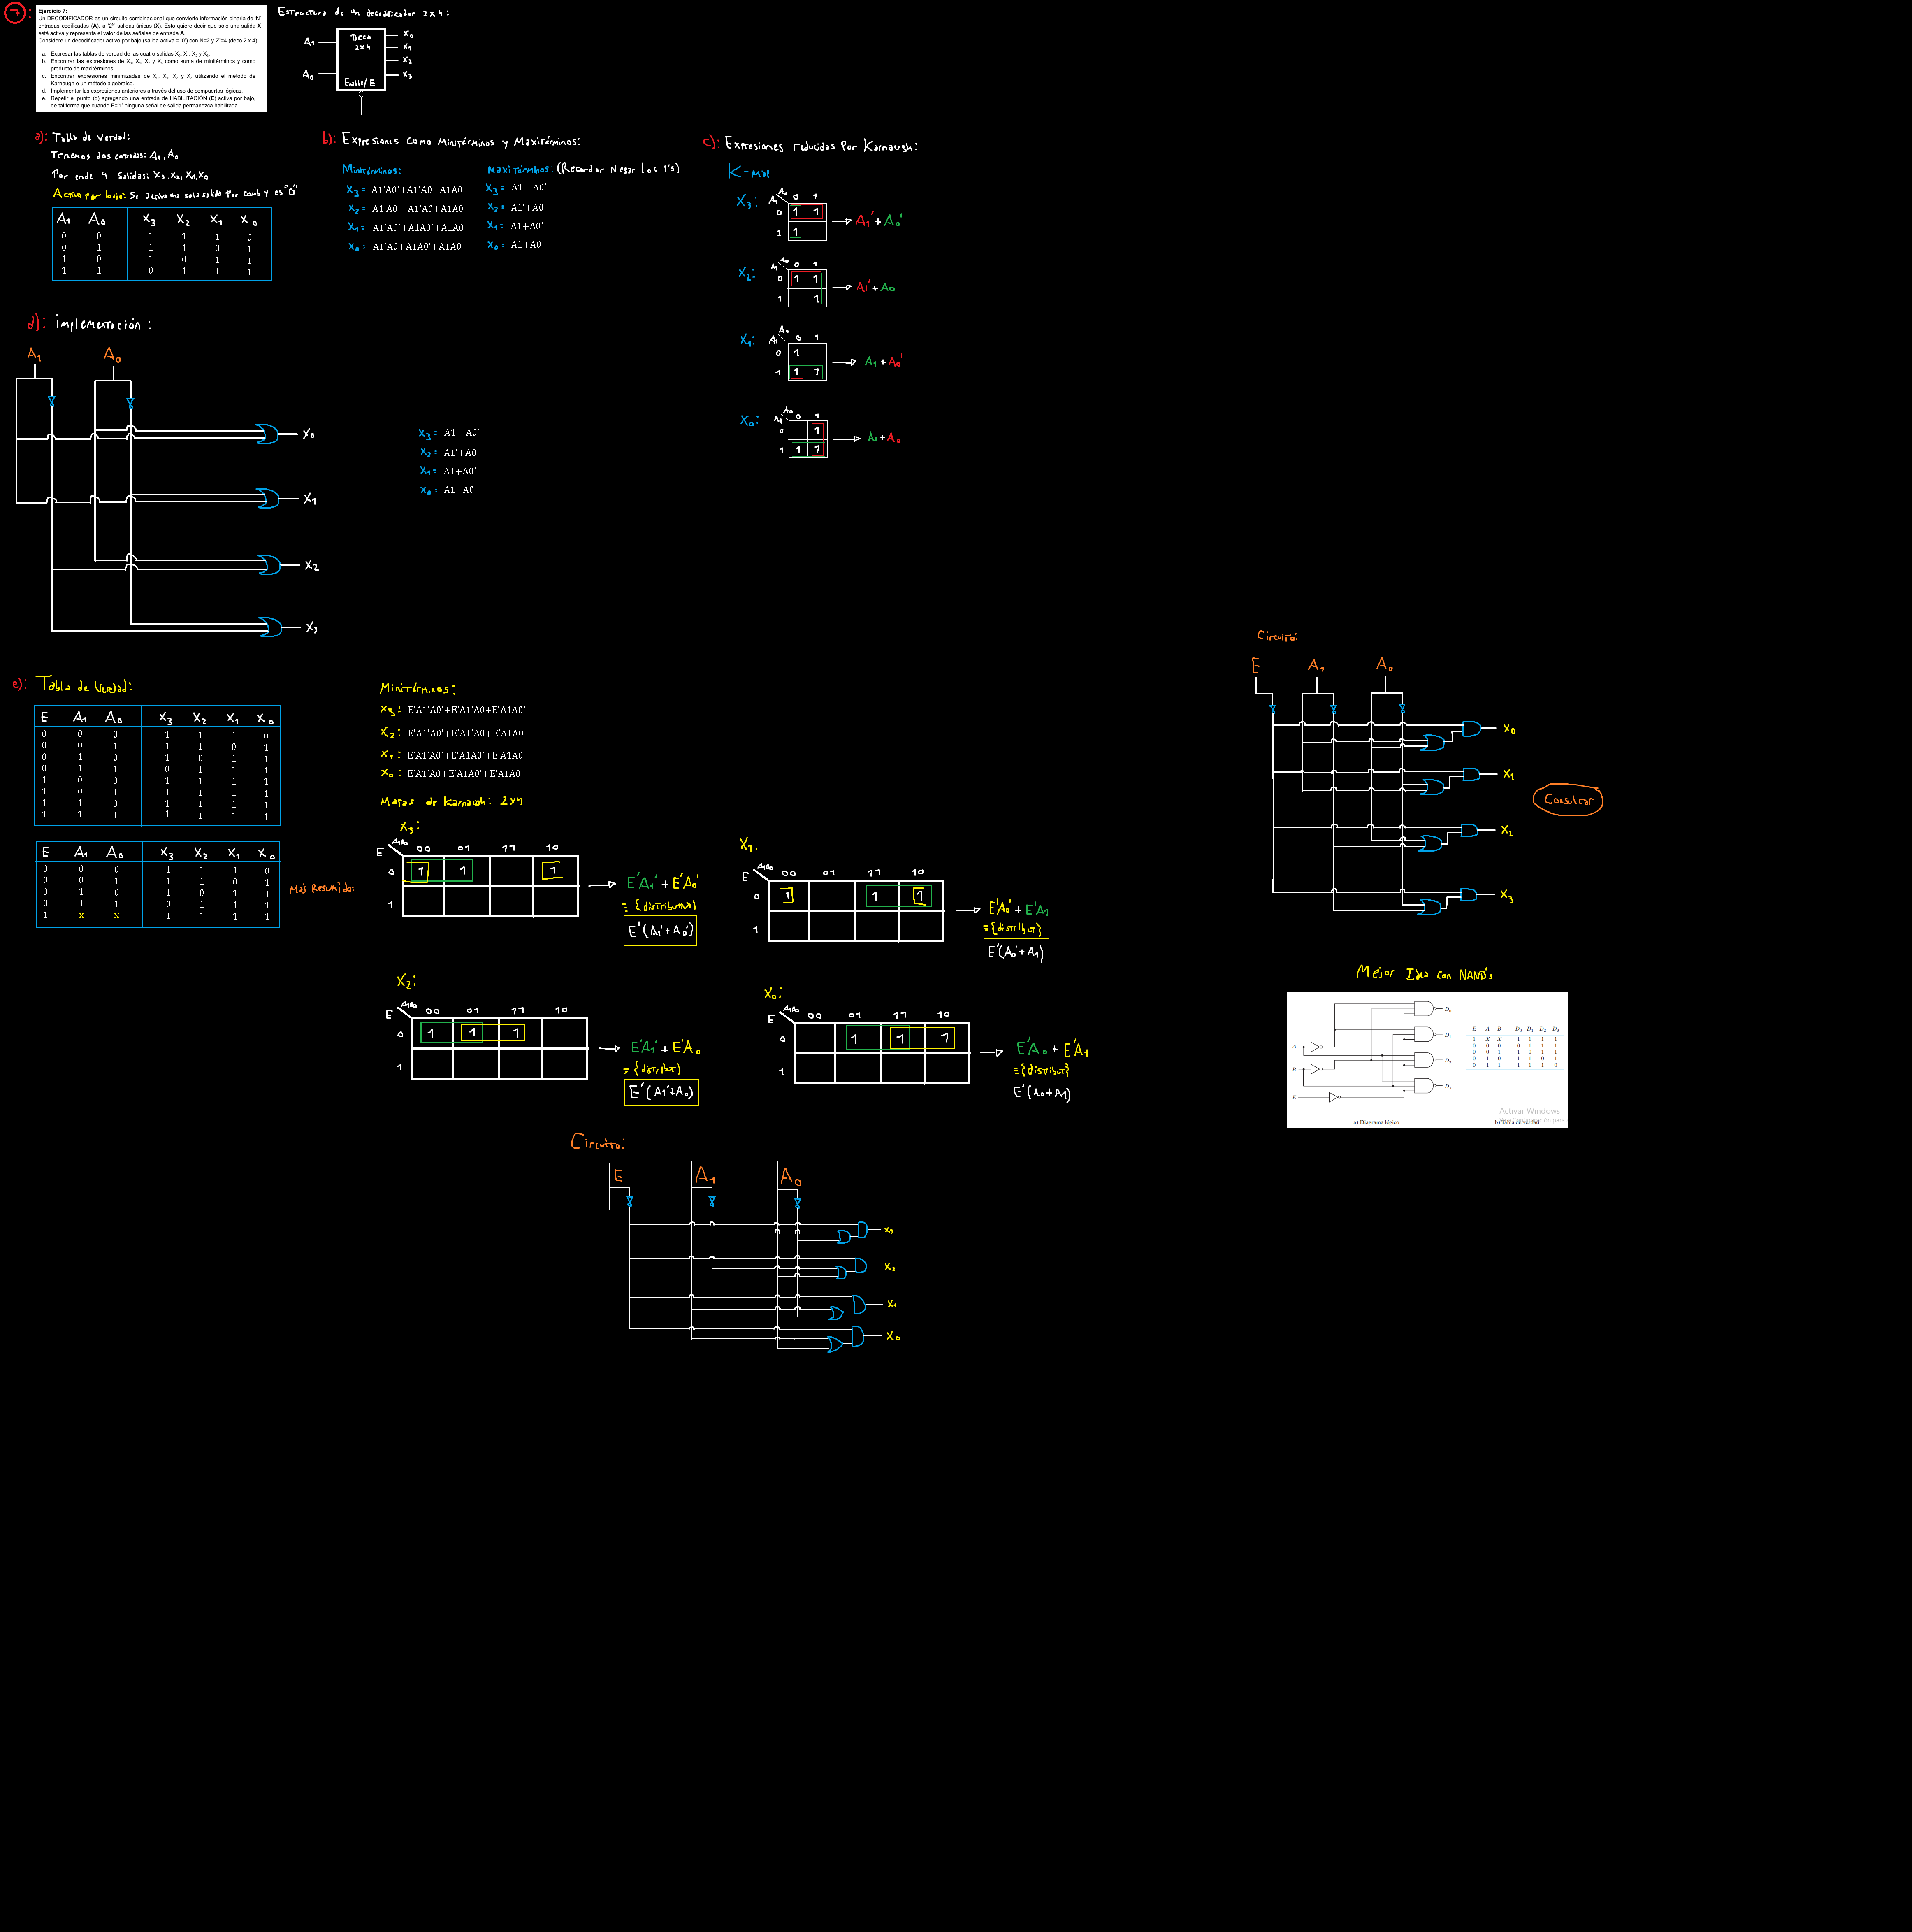 7:
Ejercicio 7:
Un DECODIFICADOR es un circuito combinacional que convierte información binaria de 'N'
entradas codificadas (A), a '2ᴺ' salidas únicas (X). Esto quiere decir que sólo una salida X
está activa y representa el valor de las señales de entrada A.
Considere un decodificador activo por bajo (salida activa = '0') con N=2 y 2ᴺ=4 (deco 2 x 4).
a. Expresar las tablas de verdad de las cuatro salidas X₀, X₁, X₂ y X₃.
b. Encontrar las expresiones de X₀, X₁, X₂ y X₃ como suma de minitérminos y como
producto de maxitérminos.
c. Encontrar expresiones minimizadas de X₀, X₁, X₂ y X₃ utilizando el método de
Karnaugh o un método algebraico.
d. Implementar las expresiones anteriores a través del uso de compuertas lógicas.
e. Repetir el punto (d) agregando una entrada de HABILITACIÓN (E) activa por bajo,
de tal forma que cuando E='1' ninguna señal de salida permanezca habilitada.
Estructura de un decodificador 2x4:
A₁
A₀
Deco
2x4
X₀
X₁
X₂
X₃
a): Tabla de Verdad:
Tenemos dos entradas: A₁, A₀
Por ende 4 Salidas: X₃, X₂, X₁, X₀
Activo por bajo: Se activa una sola salida por comb y es "0".
A₁ A₀ X₃ X₂ X₁ X₀
0 0 1 1 1 0
0 1 1 1 0 1
1 0 1 0 1 1
1 1 0 1 1 1
b): Expresiones como Minitérminos y Maxitérminos:
Minitérminos:
X₃ = A1'A0'+A1'A0+A1A0'
X₂ = A1'A0'+A1'A0+A1A0
X₁ = A1'A0'+A1A0'+A1A0
X₀ = A1'A0+A1A0'+A1A0
Maxitérminos. (Recordar Negar los 1's)
X₃ = A1'+A0'
X₂ = A1'+A0
X₁ = A1+A0'
X₀ = A1+A0
c): Expresiones reducidas Por Karnaugh:
K-map
X₃: A₁ A₀ 0 1
0 1 1
1 1
A₁' + A₀'
X₂: A₁ A₀ 0 1
0 1 1
1 1
A₁' + A₀
X₁: A₁ A₀ 0 1
0 1
1 1 1
A₁ + A₀'
X₀: A₁ A₀ 0 1
0 1
1 1 1
A₁ + A₀
d): implementación:
A₁ A₀
X₀
X₁
X₂
X₃
X₃ = A1'+A0'
X₂ = A1'+A0
X₁ = A1+A0'
X₀ = A1+A0
e): Tabla de Verdad:
E A₁ A₀ X₃ X₂ X₁ X₀
0 0 0 1 1 1 0
0 0 1 1 1 0 1
0 1 0 1 0 1 1
0 1 1 0 1 1 1
1 0 0 1 1 1 1
1 0 1 1 1 1 1
1 1 0 1 1 1 1
1 1 1 1 1 1 1
E A₁ A₀ X₃ X₂ X₁ X₀
0 0 0 1 1 1 0
0 0 1 1 1 0 1
0 1 0 1 0 1 1
0 1 1 0 1 1 1
1 x x 1 1 1 1
Más Resumido:
Minitérminos:
X₃: E'A1'A0'+E'A1'A0+E'A1A0'
X₂: E'A1'A0'+E'A1'A0+E'A1A0
X₁: E'A1'A0'+E'A1A0'+E'A1A0
X₀: E'A1'A0+E'A1A0'+E'A1A0
Mapas de Karnaugh: 2x4
X₃:
E A₁A₀ 00 01 11 10
0 1 1 1
1
E'A₁' + E'A₀'
≡ {distributiva}
E'(A₁'+A₀')
X₁:
E A₁A₀ 00 01 11 10
0 1 1 1
1
E'A₀' + E'A₁
≡ {distribut}
E'(A₀'+A₁)
X₂:
E A₁A₀ 00 01 11 10
0 1 1 1
1
E'A₁' + E'A₀
≡ {distribut}
E'(A₁'+A₀)
X₀:
E A₁A₀ 00 01 11 10
0 1 1 1
1
E'A₀ + E'A₁
≡ {distribut}
E'(A₀+A₁)
Circuito:
E A₁ A₀
X₃
X₂
X₁
X₀
Circuito:
E A₁ A₀
X₀
X₁
X₂
X₃
Consultar
Mejor Idea con NAND's
A
B
E
D₀
D₁
D₂
D₃
E A B D₀ D₁ D₂ D₃
1 X X 1 1 1 1
0 0 0 0 1 1 1
0 0 1 1 0 1 1
0 1 0 1 1 0 1
0 1 1 1 1 1 0
Activar Windows
a) Diagrama lógico
b) Tabla de verdad